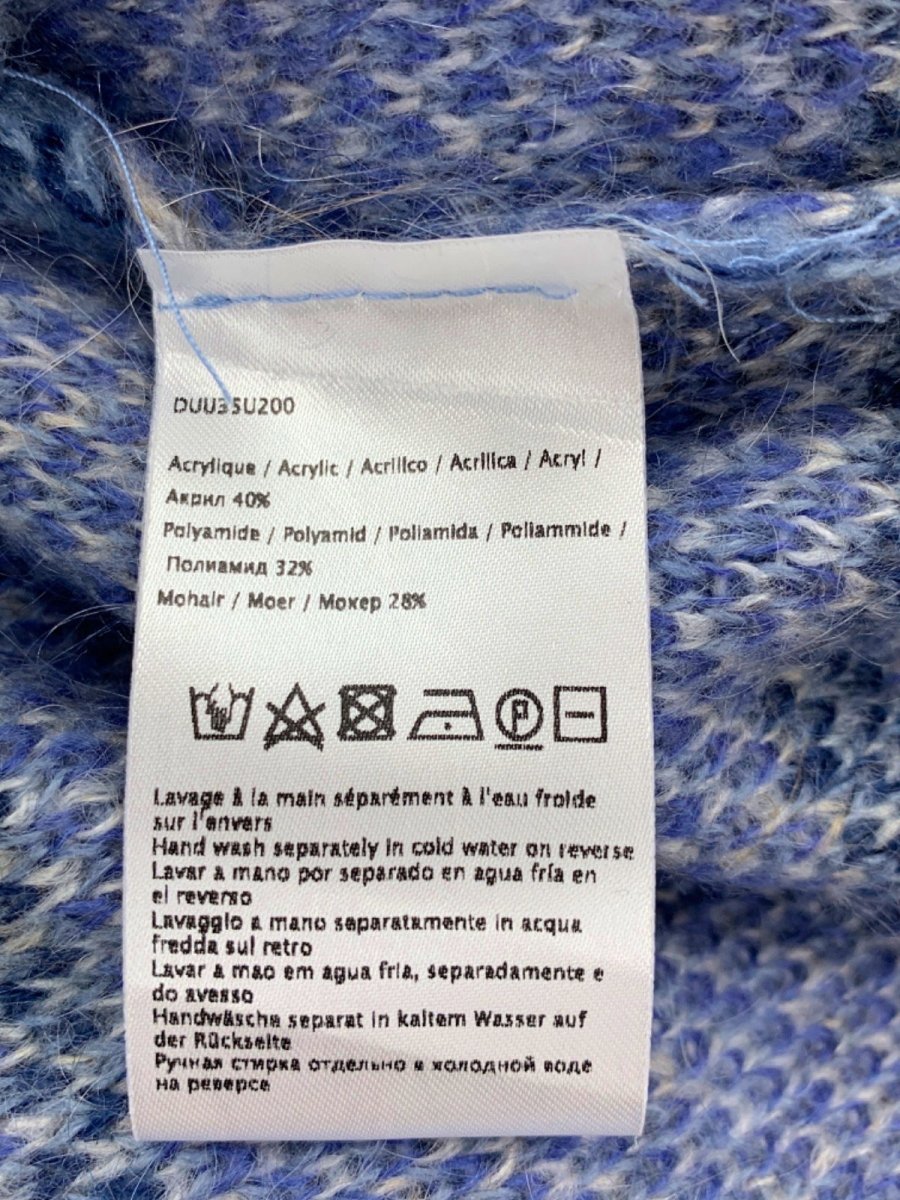 DUU35U200
Acrylique / Acrylic / Acrilico / Acrilica / Acryl /
Акрил 40%
Polyamide / Polyamid / Poliamida / Poliammide /
Полиамид 32%
Mohair / Moer / Мохер 28%
P
Lavage à la main séparément à l'eau froide
sur l'envers
Hand wash separately in cold water on reverse
Lavar a mano por separado en agua fría en
el reverso
Lavaggio a mano separatamente in acqua
fredda sul retro
Lavar a mao em agua fria, separadamente e
do avesso
Handwäsche separat in kaltem Wasser auf
der Rückseite
Ручная стирка отдельно в холодной воде
на реверсе